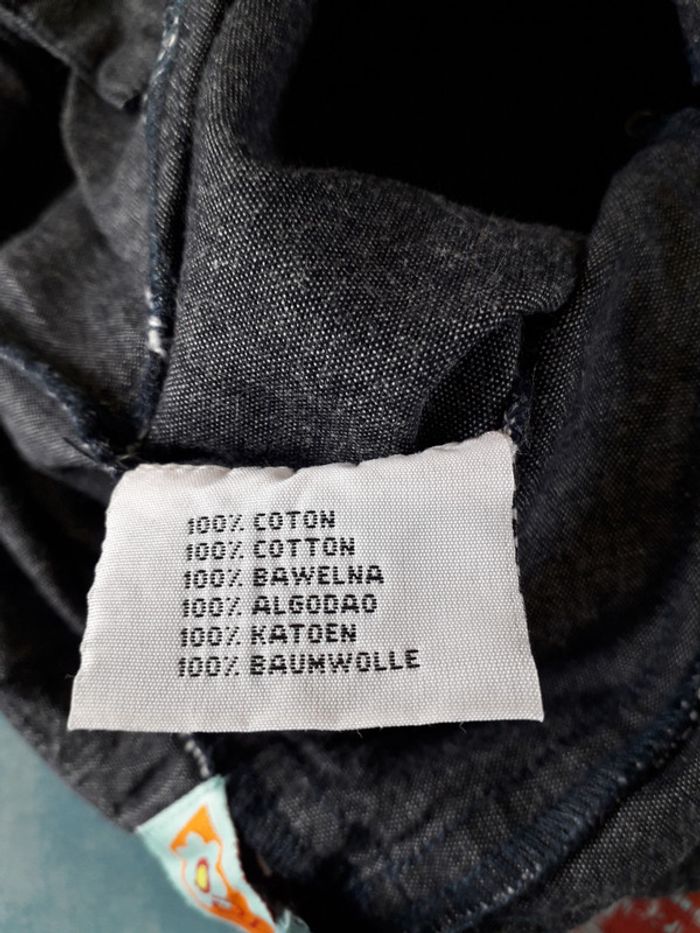 100% COTON
100% COTTON
100% BAWELNA
100% ALGODAO
100% KATOEN
100% BAUMWOLLE